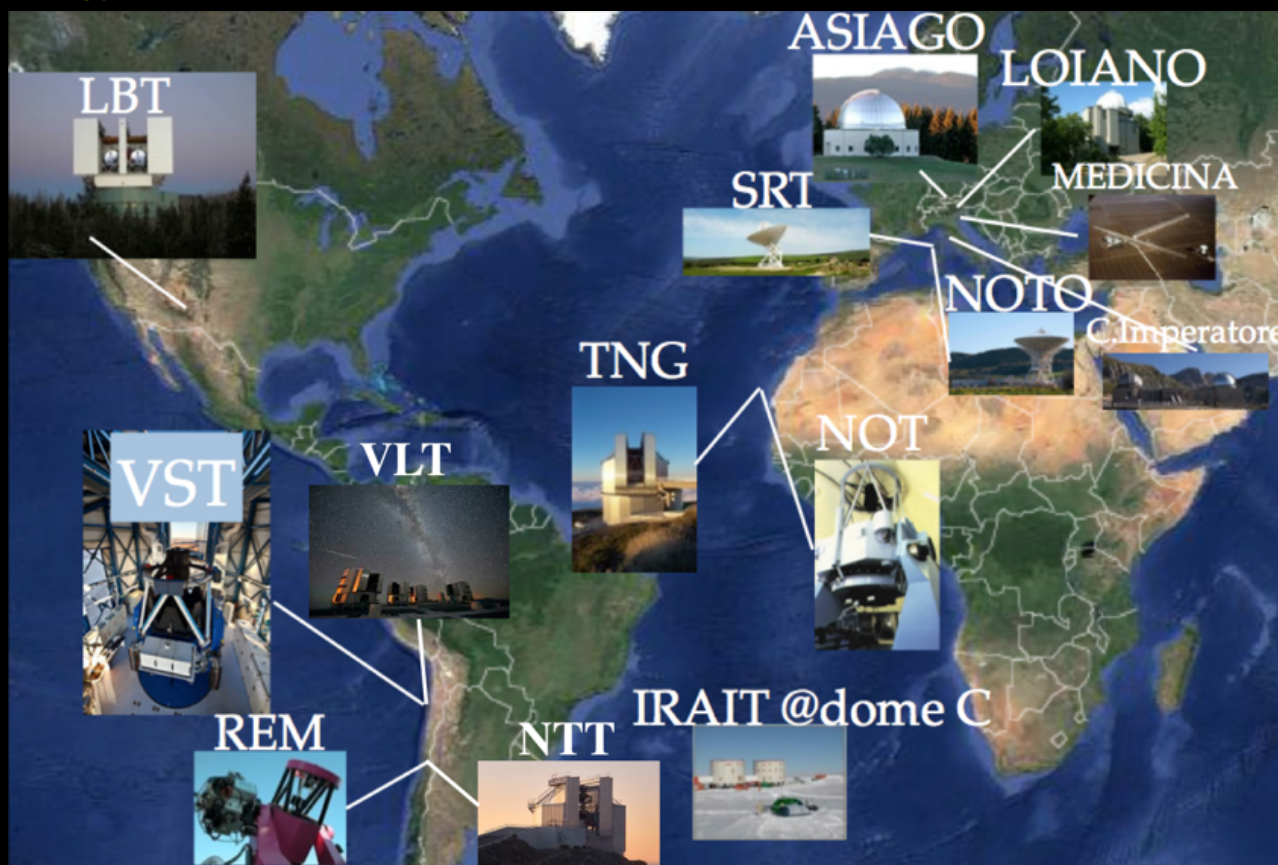 ASIAGO
LOIANO
LBT
MEDICINA
SRT
NOTO
C.Imperatore
TNG
NOT
VLT
VST
IRAIT @dome C
REM
NTT